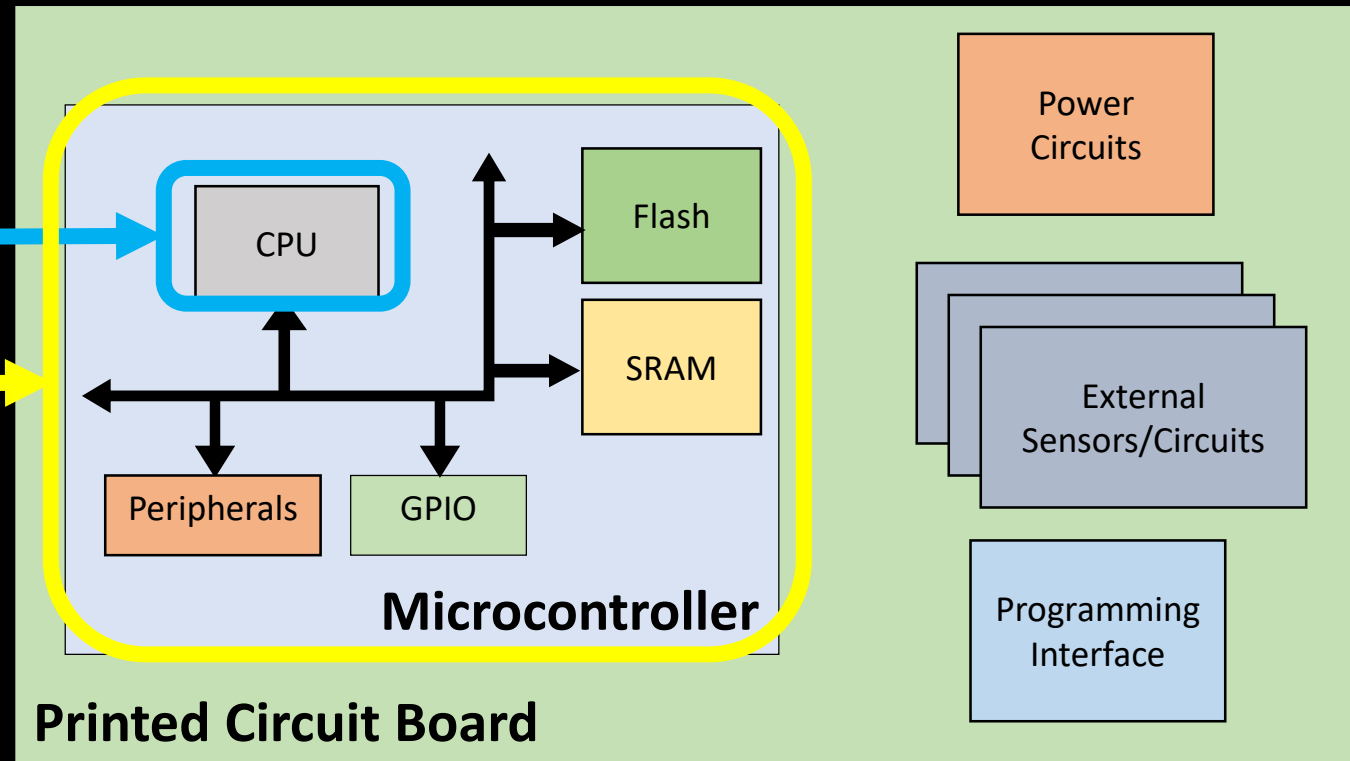 CPU
Flash
SRAM
Peripherals
GPIO
Microcontroller
Printed Circuit Board
Power
Circuits
External
Sensors/Circuits
Programming
Interface